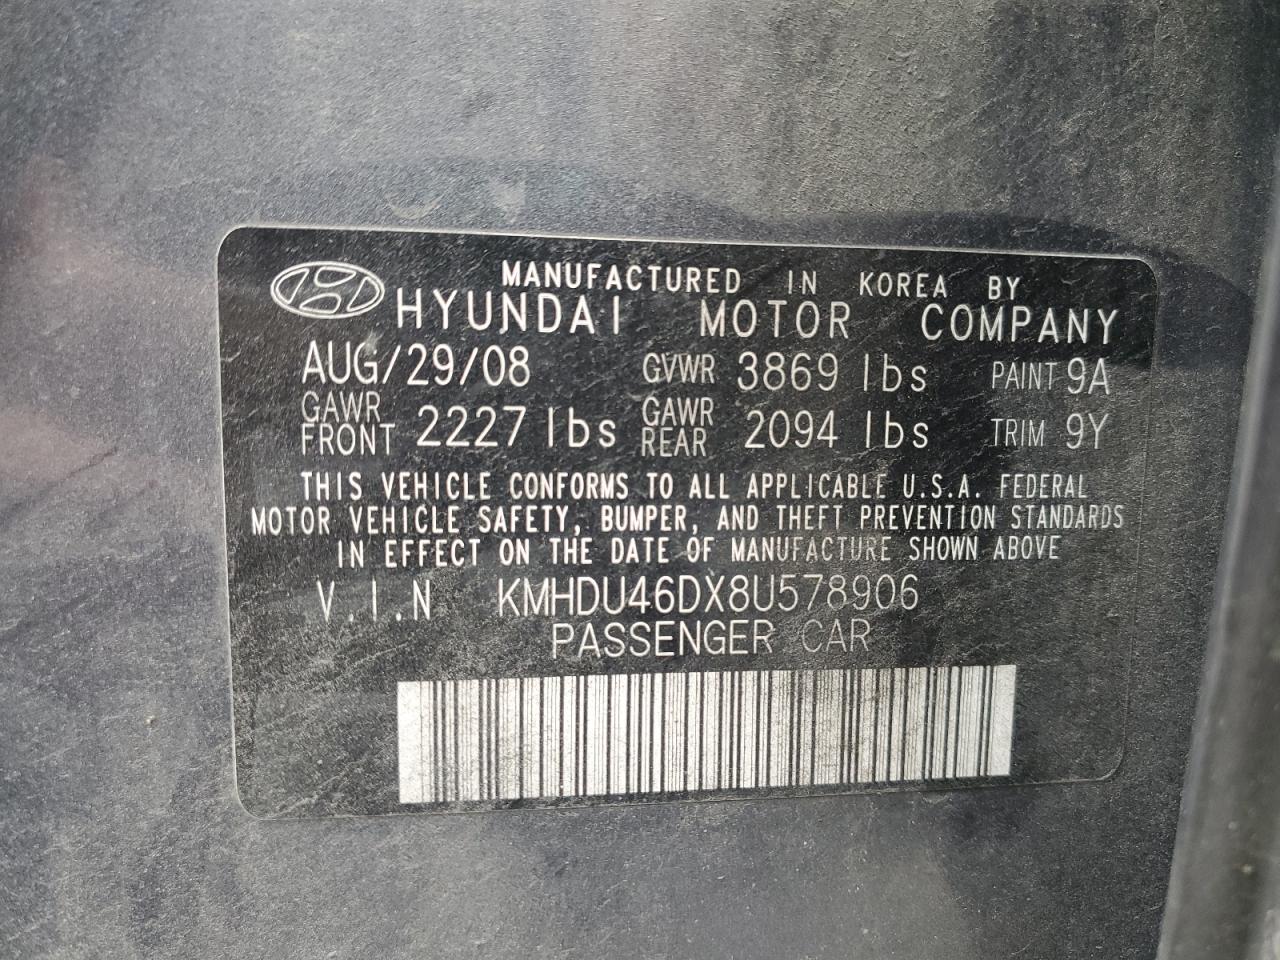 MANUFACTURED IN KOREA BY
HYUNDAI MOTOR COMPANY
AUG/29/08 GVWR 3869 lbs PAINT 9A
GAWR FRONT 2227 lbs GAWR REAR 2094 lbs TRIM 9Y
THIS VEHICLE CONFORMS TO ALL APPLICABLE U.S.A. FEDERAL
MOTOR VEHICLE SAFETY, BUMPER, AND THEFT PREVENTION STANDARDS
IN EFFECT ON THE DATE OF MANUFACTURE SHOWN ABOVE
V.I.N KMHDU46DX8U578906
PASSENGER CAR